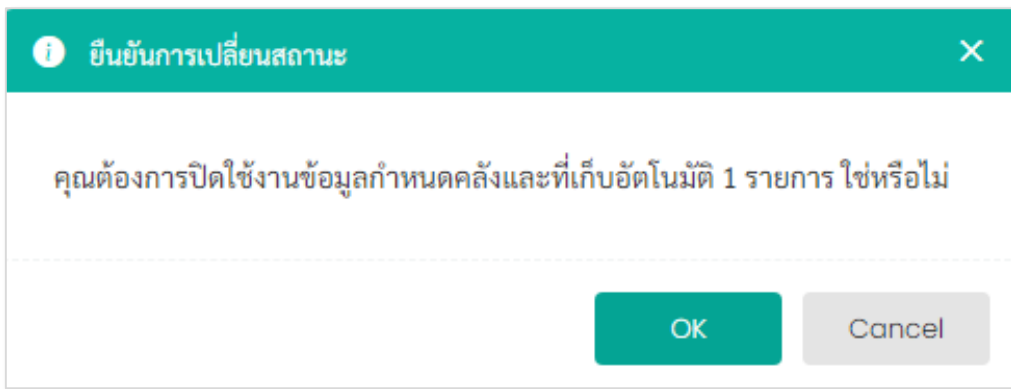 ยืนยันการเปลี่ยนสถานะ
คุณต้องการปิดใช้งานข้อมูลกำหนดคลังและที่เก็บอัตโนมัติ 1 รายการ ใช่หรือไม่
OK Cancel